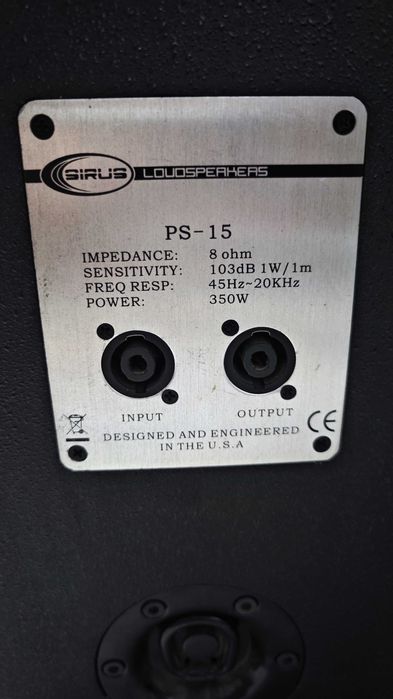 SIRUS LOUDSPEAKERS
PS-15
IMPEDANCE: 8 ohm
SENSITIVITY: 103dB 1W/1m
FREQ RESP: 45Hz~20KHz
POWER: 350W
INPUT OUTPUT
DESIGNED AND ENGINEERED
IN THE U.S.A
CE